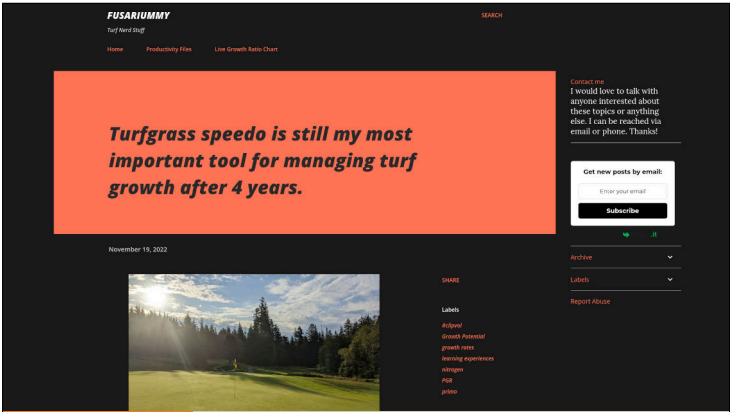 FUSARIUMMY
SEARCH
Turf Nerd Stuff
Home
Productivity Files
Live Growth Ratio Chart
Turfgrass speedo is still my most
important tool for managing turf
growth after 4 years.
November 19, 2022
SHARE
Labels
#clipvol
Growth Potential
growth rates
learning experiences
nitrogen
PGR
primo
Contact me
I would love to talk with
anyone interested about
these topics or anything
else. I can be reached via
email or phone. Thanks!
Get new posts by email:
Enter your email
Subscribe
.it
Archive
Labels
Report Abuse